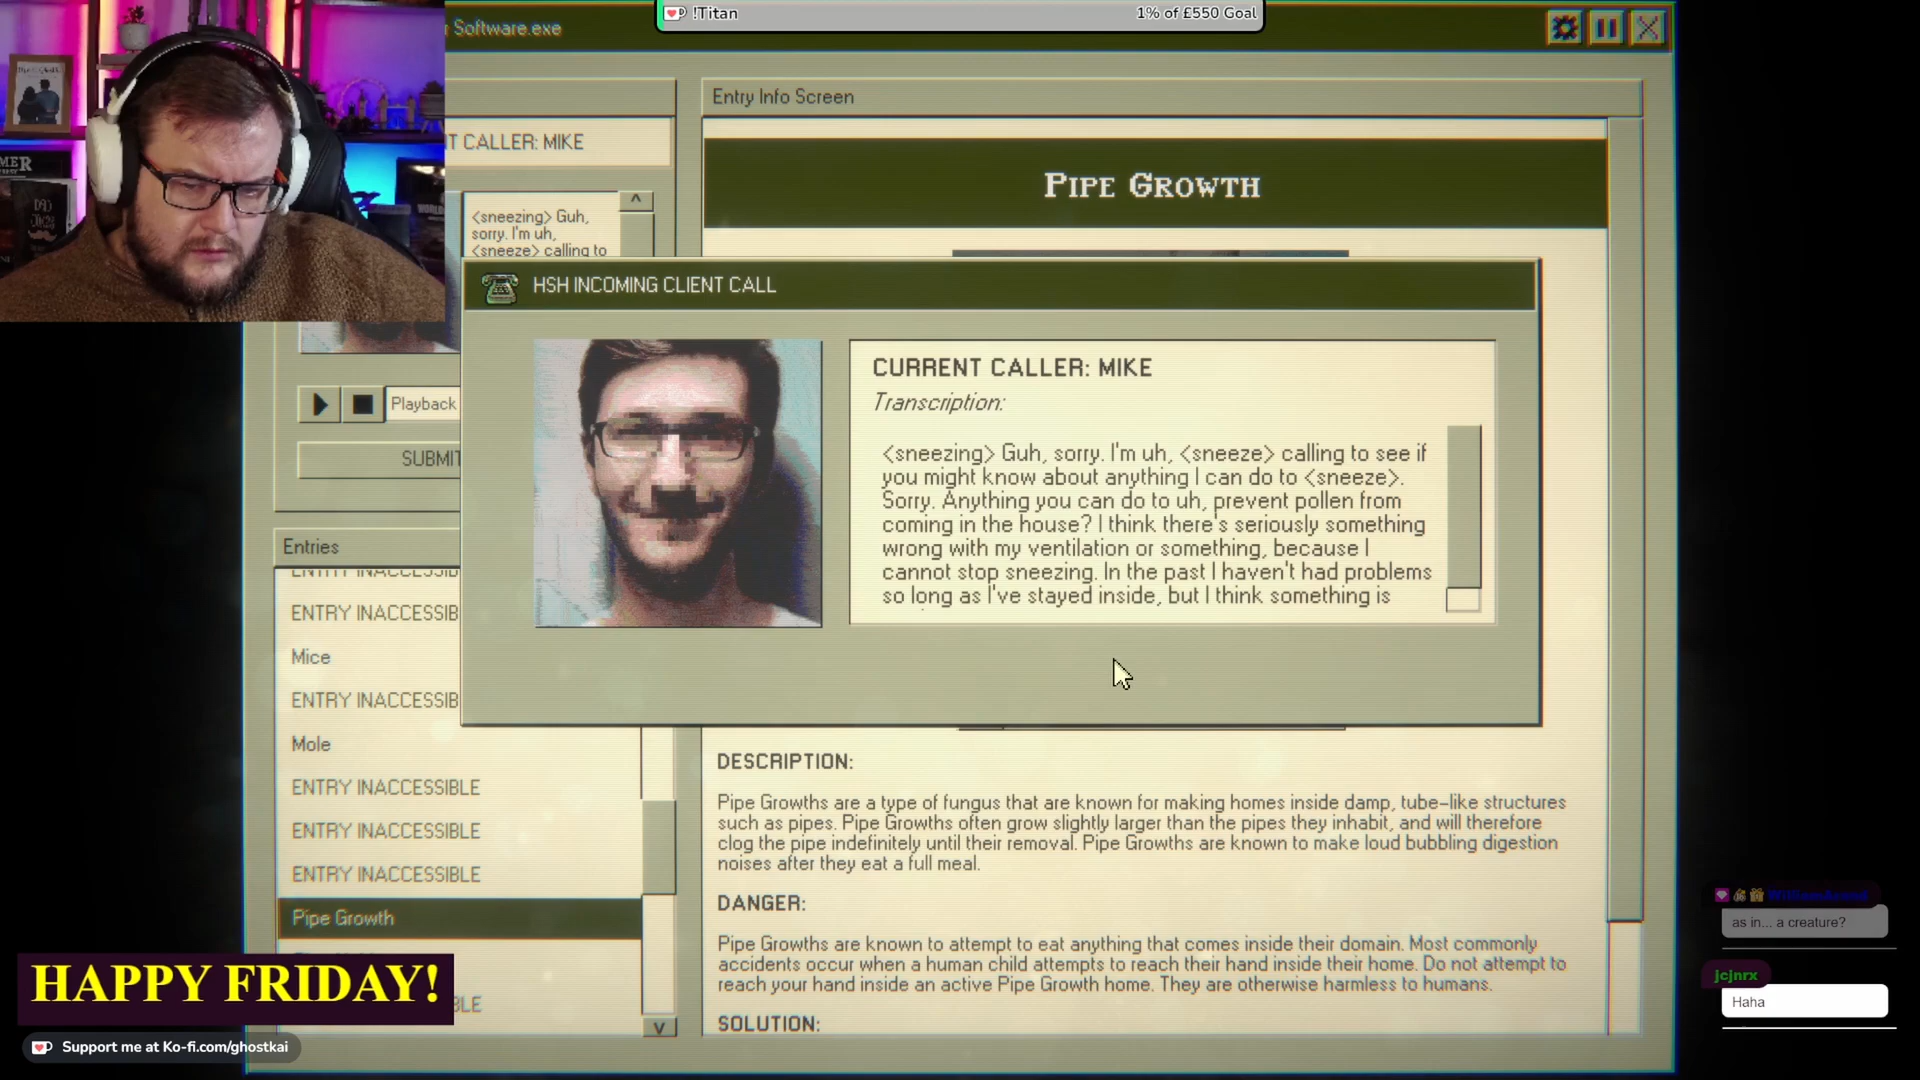 !Titan
1% of £550 Goal
Software.exe
T CALLER: MIKE
Entry Info Screen
PIPE GROWTH
<sneezing> Guh,
sorry. I'm uh,
<sneeze> calling to
HSH INCOMING CLIENT CALL
CURRENT CALLER: MIKE
Transcription:
<sneezing> Guh, sorry. I'm uh, <sneeze> calling to see if
you might know about anything I can do to <sneeze>.
Sorry. Anything you can do to uh, prevent pollen from
coming in the house? I think there's seriously something
wrong with my ventilation or something, because I
cannot stop sneezing. In the past I haven't had problems
so long as I've stayed inside, but I think something is
Playback
SUBMIT
Entries
ENTRY INACCESSIB
ENTRY INACCESSIB
Mice
ENTRY INACCESSIB
Mole
ENTRY INACCESSIBLE
ENTRY INACCESSIBLE
ENTRY INACCESSIBLE
Pipe Growth
DESCRIPTION:
Pipe Growths are a type of fungus that are known for making homes inside damp, tube-like structures
such as pipes. Pipe Growths often grow slightly larger than the pipes they inhabit, and will therefore
clog the pipe indefinitely until their removal. Pipe Growths are known to make loud bubbling digestion
noises after they eat a full meal.
DANGER:
Pipe Growths are known to attempt to eat anything that comes inside their domain. Most commonly
accidents occur when a human child attempts to reach their hand inside their home. Do not attempt to
reach your hand inside an active Pipe Growth home. They are otherwise harmless to humans.
SOLUTION:
HAPPY FRIDAY!
Support me at Ko-fi.com/ghostkai
as in... a creature?
jcjnrx
Haha